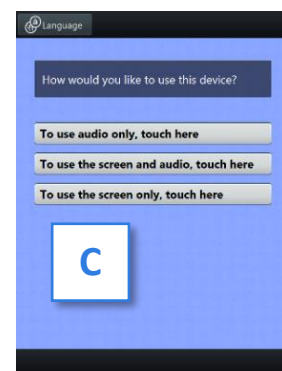 Language
How would you like to use this device?
To use audio only, touch here
To use the screen and audio, touch here
To use the screen only, touch here
C